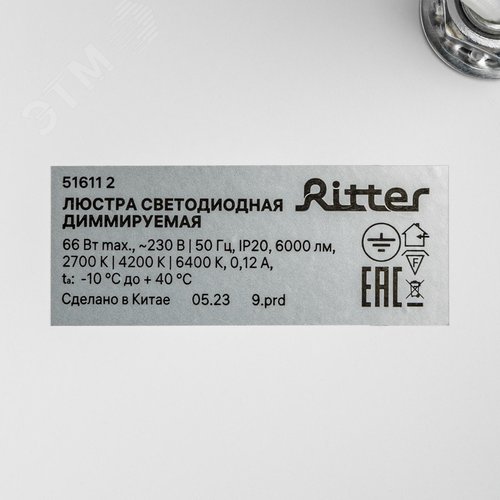 ЭТМ
51611 2
ЛЮСТРА СВЕТОДИОДНАЯ
ДИММИРУЕМАЯ
Ritter
66 Вт max., ~230 В | 50 Гц, IP20, 6000 лм,
2700 К | 4200 К | 6400 К, 0,12 А,
tₐ: -10 °С до + 40 °С
Сделано в Китае 05.23 9.prd
F
EAC